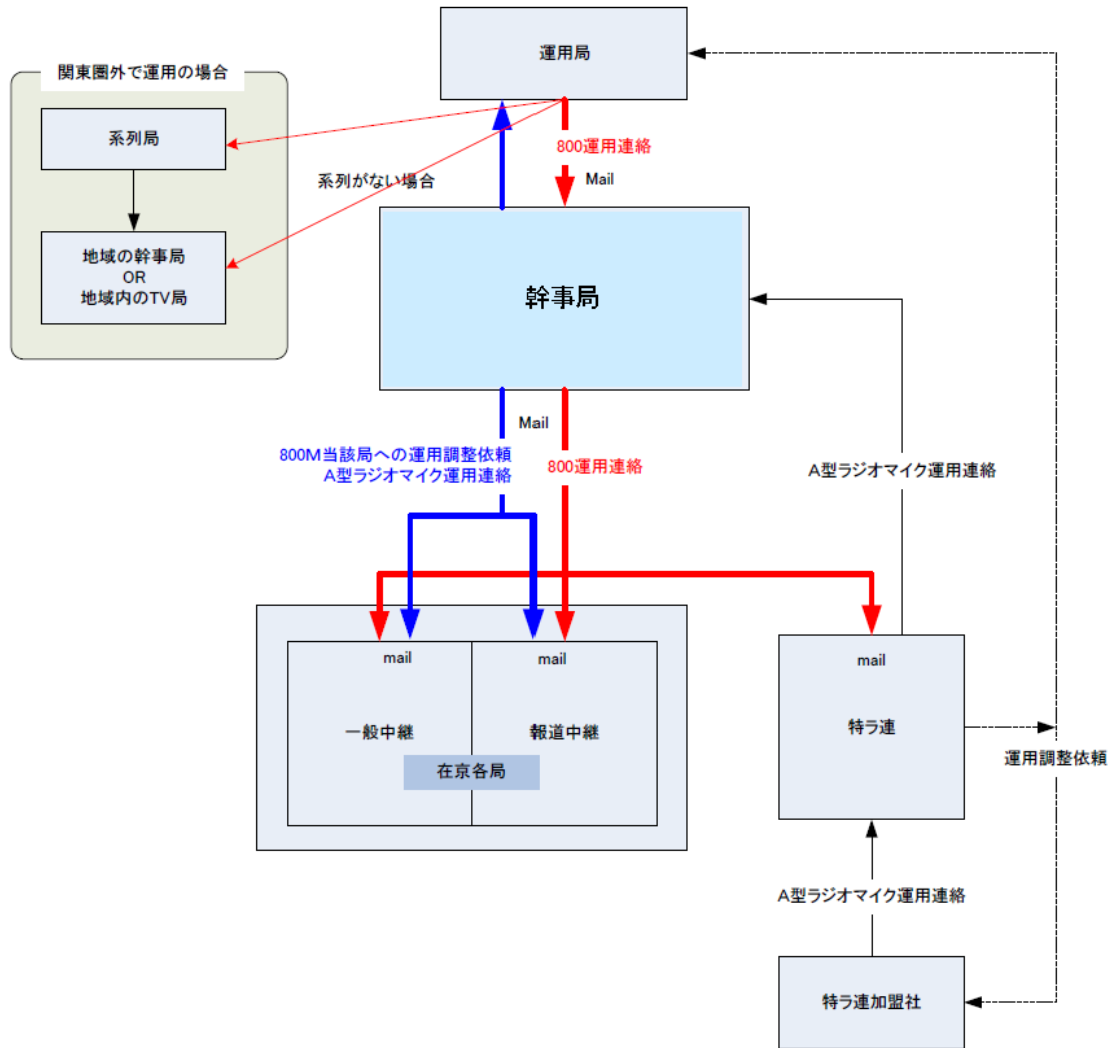 運用局
関東圏外で運用の場合
系列局
800運用連絡
Mail
系列がない場合
地域の幹事局
OR
地域内のTV局
幹事局
Mail
800M当該局への運用調整依頼
A型ラジオマイク運用連絡
800運用連絡
A型ラジオマイク運用連絡
mail
mail
mail
一般中継
報道中継
特ラ連
在京各局
運用調整依頼
A型ラジオマイク運用連絡
特ラ連加盟社